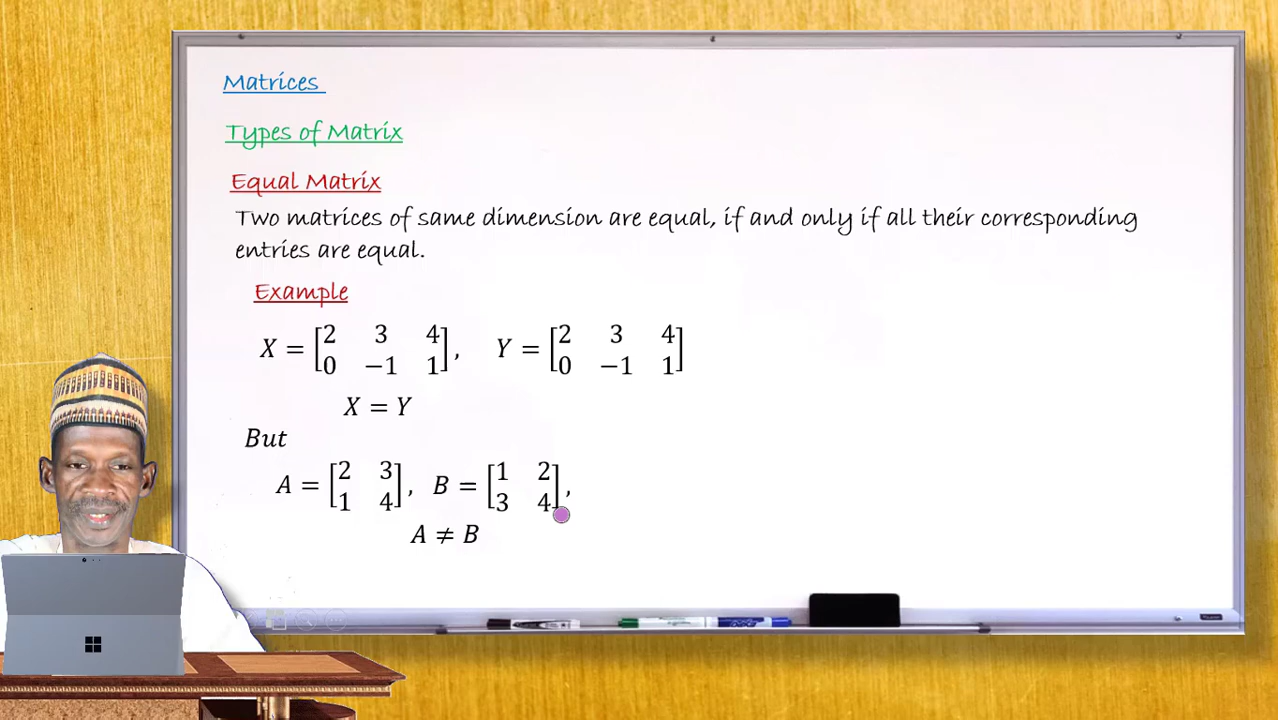 Matrices
Types of Matrix
Equal Matrix
Two matrices of same dimension are equal, if and only if all their corresponding
entries are equal.
Example
X = [2 3 4
0 −1 1], Y = [2 3 4
0 −1 1]
X = Y
But
A = [2 3
1 4], B = [1 2
3 4],
A ≠ B